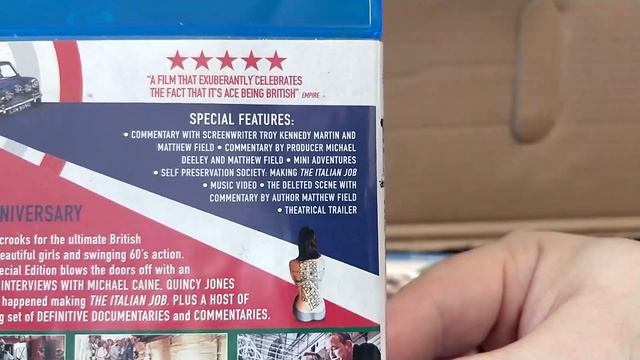 "A FILM THAT EXUBERANTLY CELEBRATES
THE FACT THAT IT'S ACE BEING BRITISH" EMPIRE
SPECIAL FEATURES:
• COMMENTARY WITH SCREENWRITER TROY KENNEDY MARTIN AND
MATTHEW FIELD • COMMENTARY BY PRODUCER MICHAEL
DEELEY AND MATTHEW FIELD • MINI ADVENTURES
• SELF PRESERVATION SOCIETY: MAKING THE ITALIAN JOB
• MUSIC VIDEO • THE DELETED SCENE WITH
COMMENTARY BY AUTHOR MATTHEW FIELD
• THEATRICAL TRAILER
NIVERSARY
crooks for the ultimate British
eautiful girls and swinging 60's action.
ecial Edition blows the doors off with an
INTERVIEWS WITH MICHAEL CAINE, QUINCY JONES
happened making THE ITALIAN JOB. PLUS A HOST OF
g set of DEFINITIVE DOCUMENTARIES and COMMENTARIES.